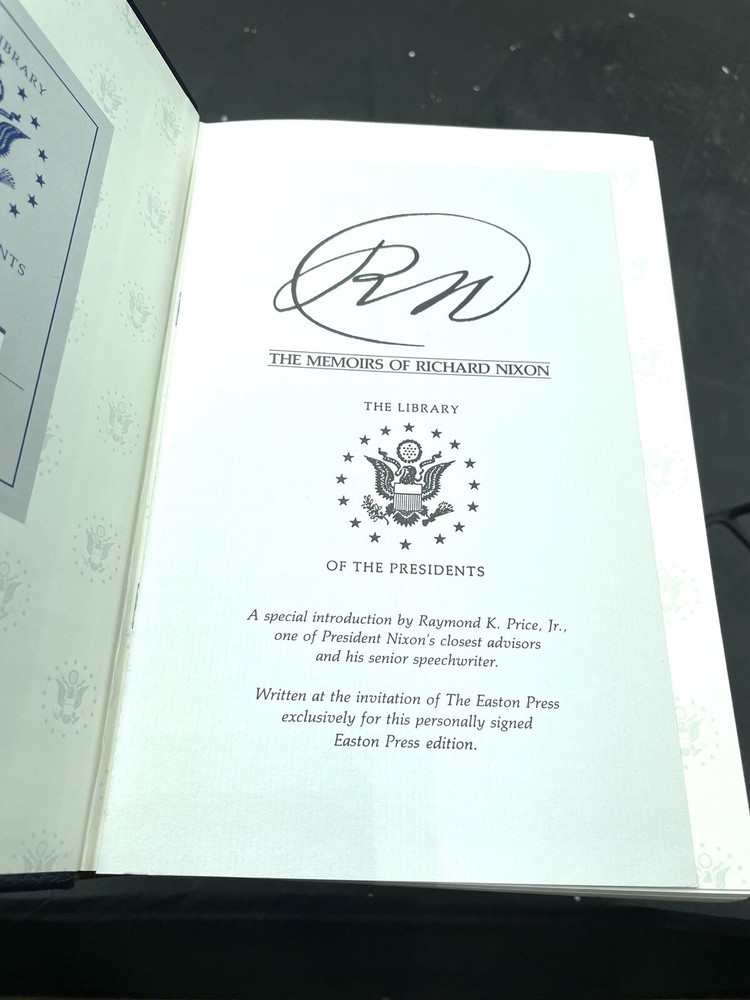 LIBRARY
NTS
RN
THE MEMOIRS OF RICHARD NIXON
THE LIBRARY
OF THE PRESIDENTS
A special introduction by Raymond K. Price, Jr.,
one of President Nixon's closest advisors
and his senior speechwriter.
Written at the invitation of The Easton Press
exclusively for this personally signed
Easton Press edition.